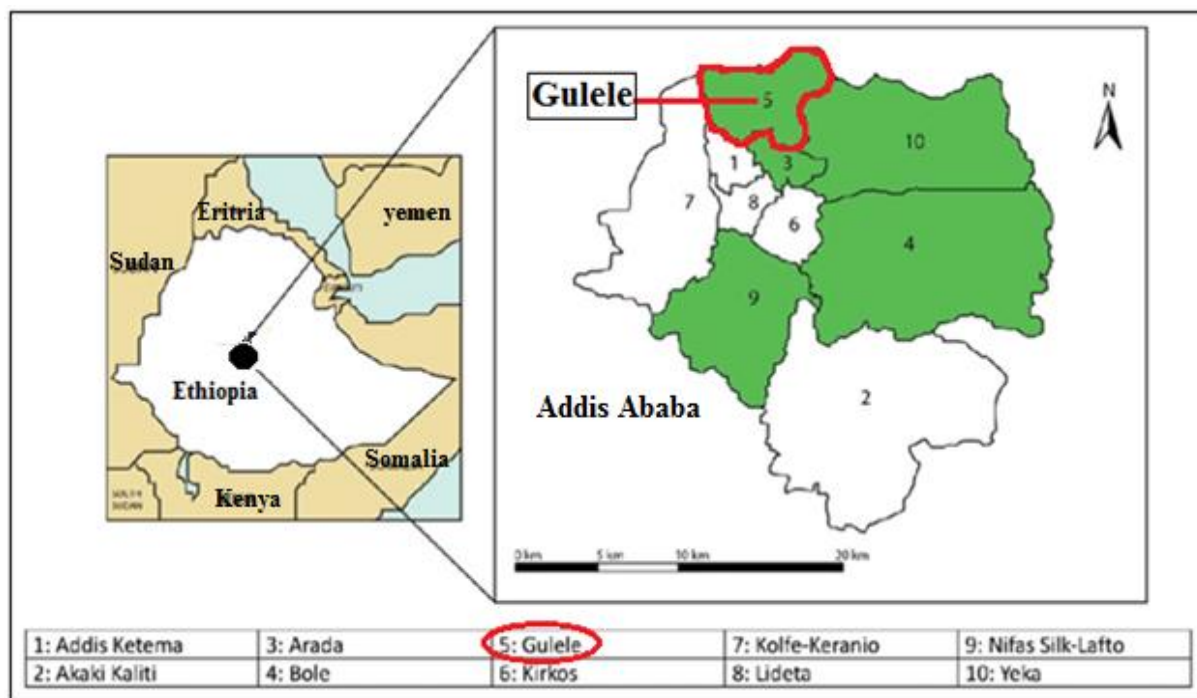 Eritria
yemen
Sudan
Ethiopia
Somalia
Kenya
SOUTH
SUDAN
Gulele
N
5
10
1
3
7
8
6
4
9
2
Addis Ababa
0 km 5 km 10 km 20 km
1: Addis Ketema 3: Arada 5: Gulele 7: Kolfe-Keranio 9: Nifas Silk-Lafto
2: Akaki Kaliti 4: Bole 6: Kirkos 8: Lideta 10: Yeka